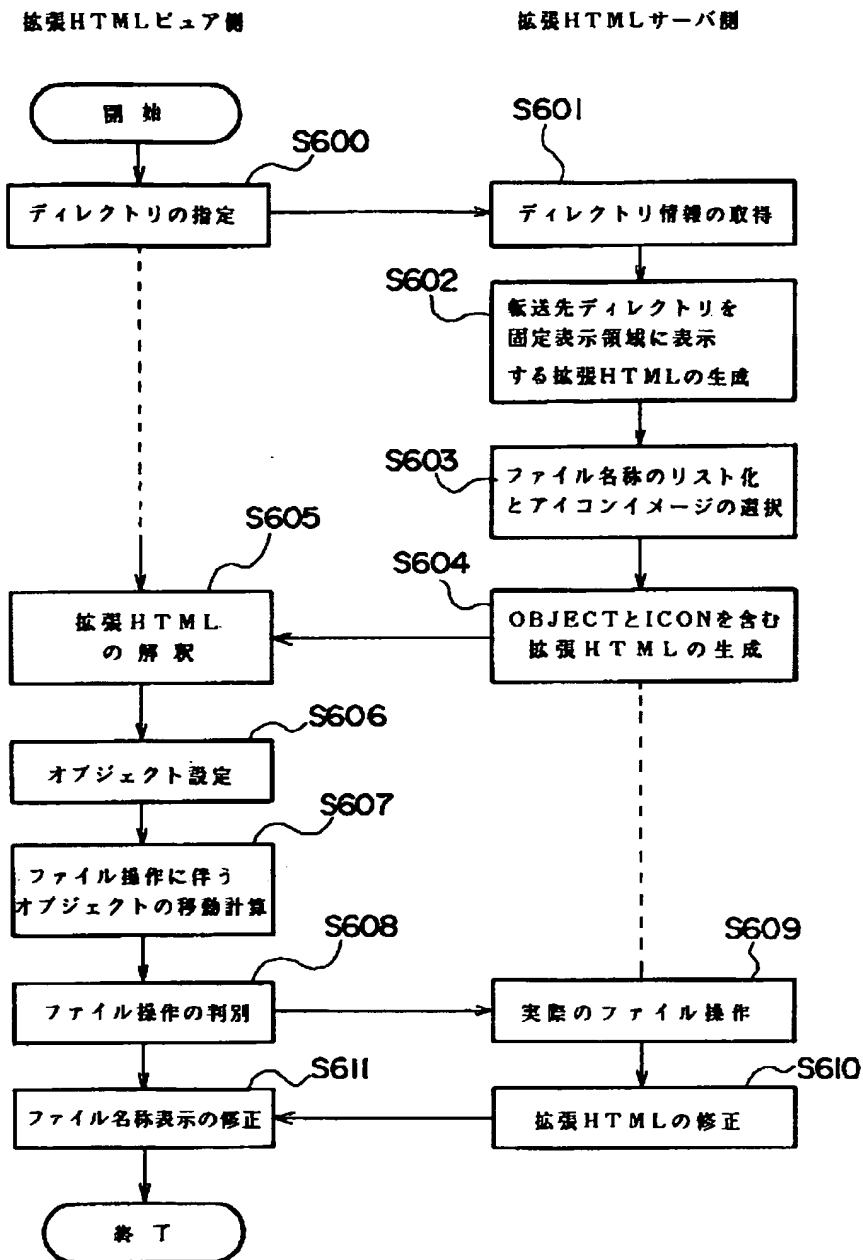 拡張HTMLビュア側
拡張HTMLサーバ側
開始
S600
ディレクトリの指定
S601
ディレクトリ情報の取得
S602
転送先ディレクトリを
固定表示領域に表示
する拡張HTMLの生成
S603
ファイル名称のリスト化
とアイコンイメージの選択
S604
OBJECTとICONを含む
拡張HTMLの生成
S605
拡張HTML
の解釈
S606
オブジェクト設定
S607
ファイル操作に伴う
オブジェクトの移動計算
S608
ファイル操作の判別
S609
実際のファイル操作
S610
拡張HTMLの修正
S611
ファイル名称表示の修正
終了